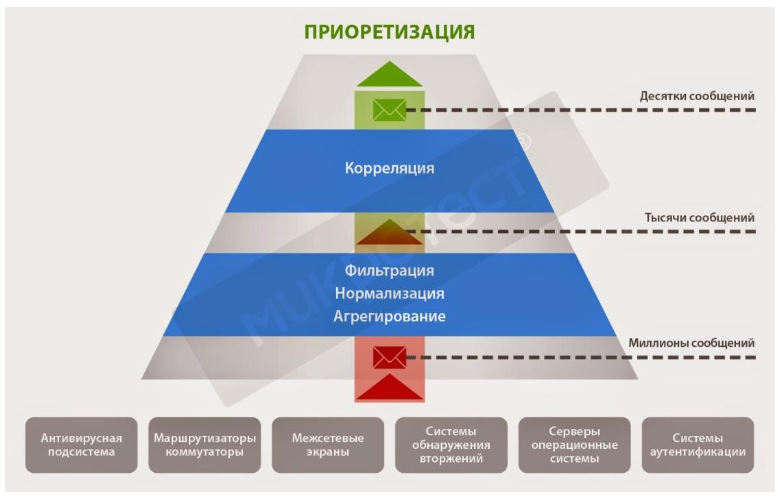 ПРИОРЕТИЗАЦИЯ
Десятки сообщений
Корреляция
Тысячи сообщений
Фильтрация
Нормализация
Агрегирование
Миллионы сообщений
микротест®
Антивирусная
подсистема
Маршрутизаторы
коммутаторы
Межсетевые
экраны
Системы
обнаружения
вторжений
Серверы
операционные
системы
Системы
аутентификации